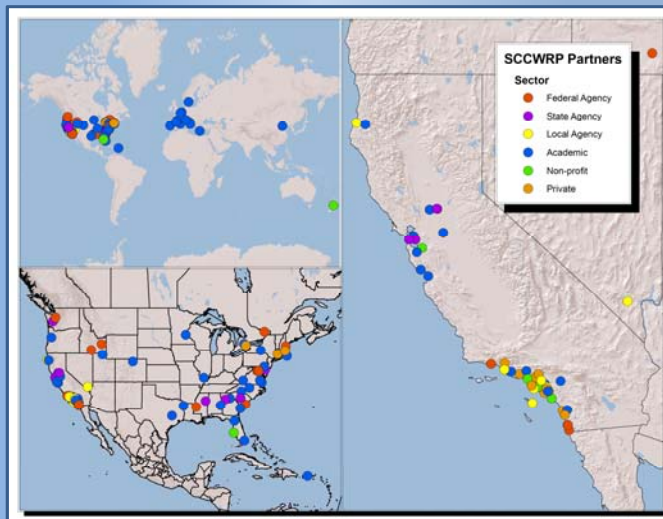 SCCWRP Partners
Sector
Federal Agency
State Agency
Local Agency
Academic
Non-profit
Private